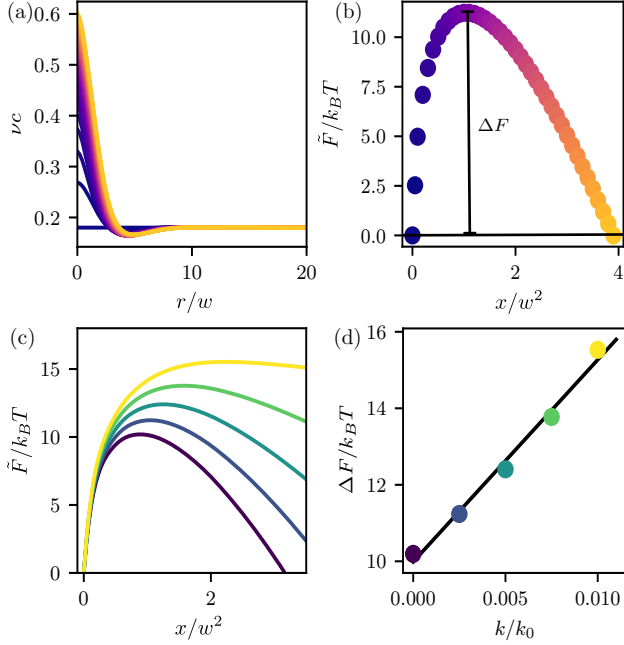 (a)
0.6
0.5
0.4
0.3
0.2
νc
0
10
20
r/w
(b)
10.0
7.5
5.0
2.5
0.0
F̃/k_BT
ΔF
0
2
4
x/w²
(c)
15
10
5
0
F̃/k_BT
0
2
x/w²
(d)
16
14
12
10
ΔF/k_BT
0.000
0.005
0.010
k/k₀